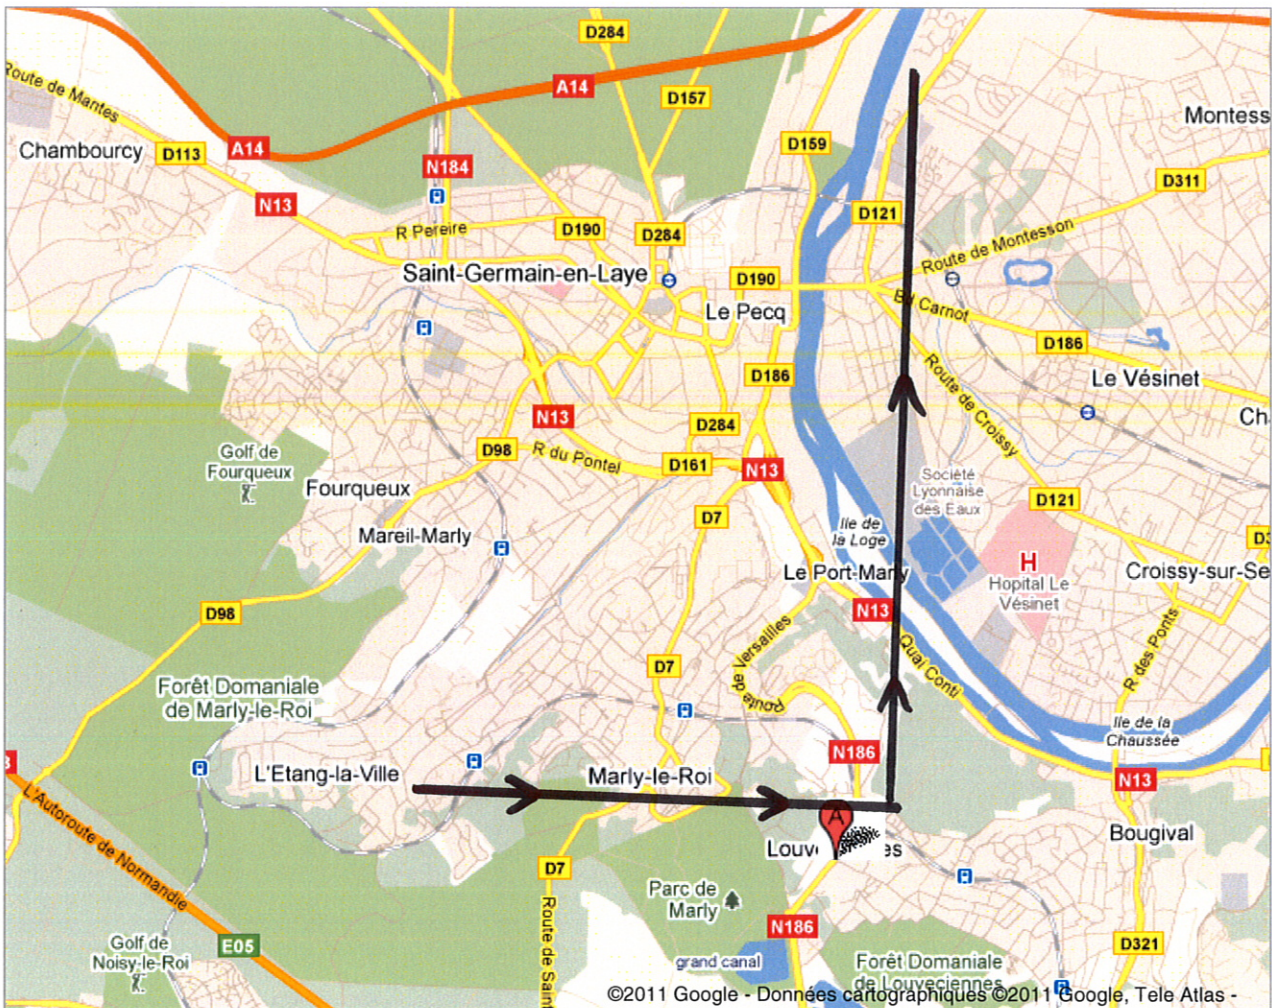 D284
A14
D157
Route de Mantes
Montess
Chambourcy
D113
A14
D159
N184
D311
N13
D121
R Pereire
D190
D284
Route de Montesson
Saint-Germain-en-Laye
D190
Le Pecq
Bd Carnot
D186
D186
Le Vésinet
Route de Croissy
N13
D284
Ch
D98
R du Pontel
D161
N13
Golf de
Fourqueux
Fourqueux
Société
Lyonnaise
des Eaux
D121
D7
Mareil-Marly
Ile de
la Loge
D3
H
Hopital Le
Vésinet
Le Port-Marly
Croissy-sur-Se
D98
N13
Route de Versailles
Quai Conti
R des Ponts
D7
Forêt Domaniale
de Marly-le-Roi
Ile de la
Chaussée
N186
L'Etang-la-Ville
Marly-le-Roi
N13
L'Autoroute de Normandie
A
Bougival
D7
Parc de
Marly
N186
Route de Saint
E05
Golf de
Noisy-le-Roi
D321
grand canal
Forêt Domaniale
de Louveciennes
©2011 Google - Données cartographiques ©2011 Google, Tele Atlas -